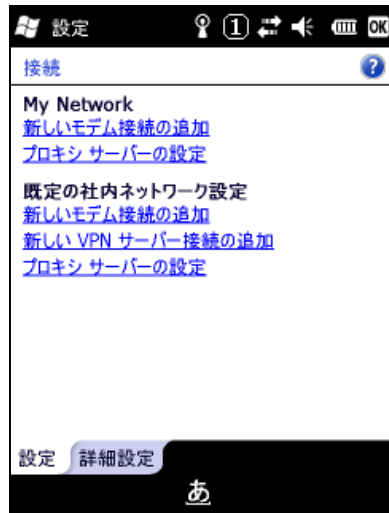 設定
1
OK
接続
?
My Network
新しいモデム接続の追加
プロキシ サーバーの設定
既定の社内ネットワーク設定
新しいモデム接続の追加
新しい VPN サーバー接続の追加
プロキシ サーバーの設定
設定
詳細設定
あ